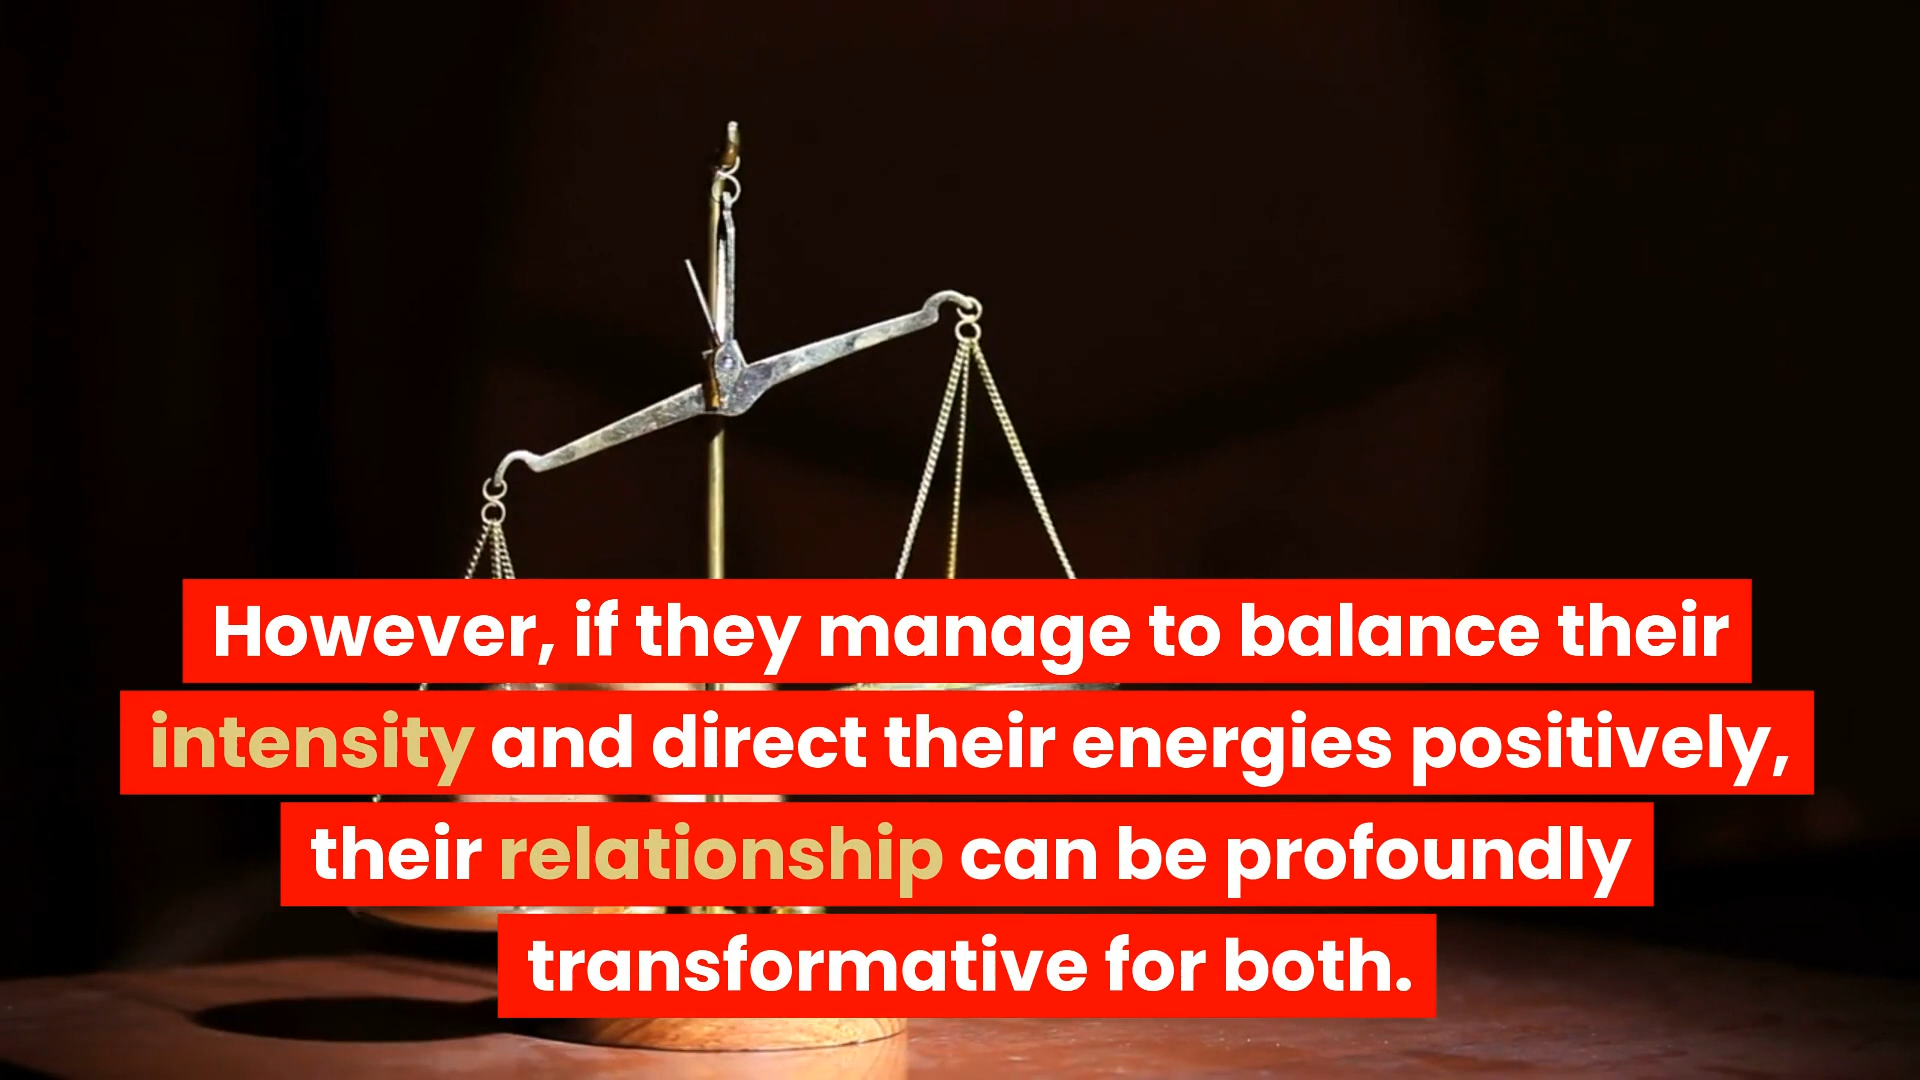 However, if they manage to balance their
intensity and direct their energies positively,
their relationship can be profoundly
transformative for both.